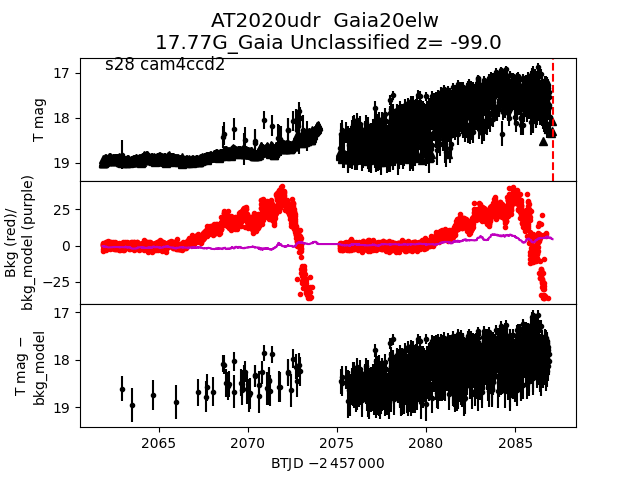 AT2020udr  Gaia20elw
17.77G_Gaia Unclassified z= -99.0
s28 cam4ccd2
17
18
19
T mag
25
0
−25
Bkg (red)/
bkg_model (purple)
17
18
19
T mag −
bkg_model
2065 2070 2075 2080 2085
BTJD −2 457 000